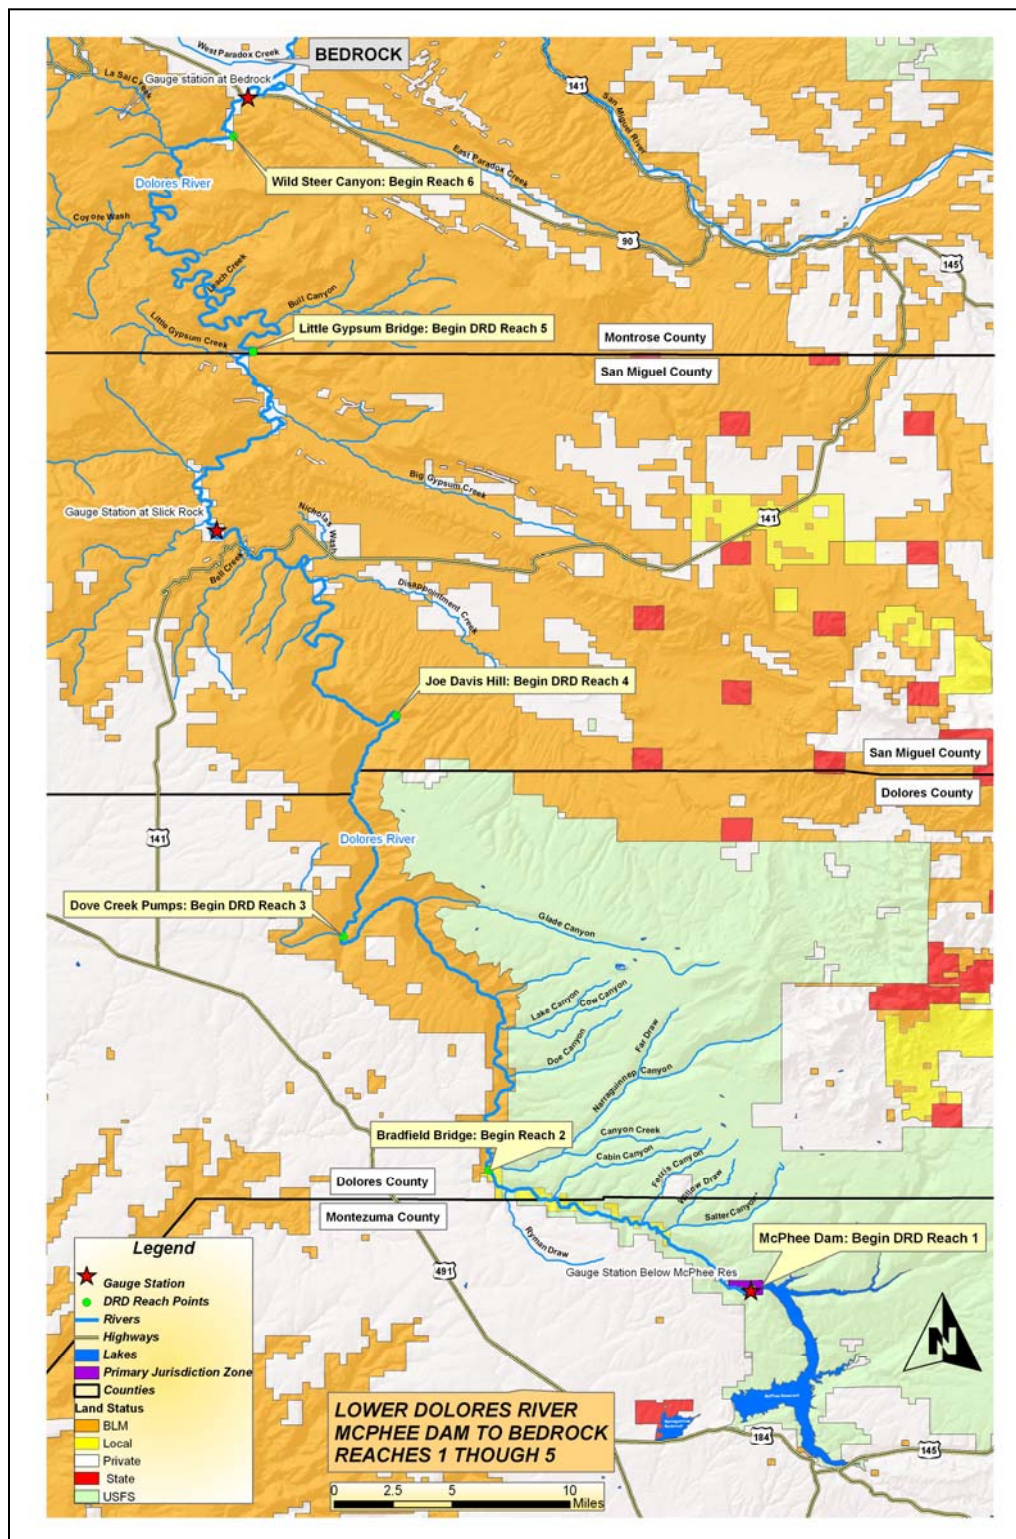 West Paradox Creek
BEDROCK
La Sal Creek
Gauge station at Bedrock
141
San Miguel River
East Paradox Creek
Wild Steer Canyon: Begin Reach 6
Dolores River
Coyote Wash
90
145
Leach Creek
Bull Canyon
Little Gypsum Creek
Little Gypsum Bridge: Begin DRD Reach 5
Montrose County
San Miguel County
Big Gypsum Creek
Gauge Station at Slick Rock
Nicholas Wash
141
Bell Creek
Disappointment Creek
Joe Davis Hill: Begin DRD Reach 4
San Miguel County
Dolores County
141
Dolores River
Dove Creek Pumps: Begin DRD Reach 3
Glade Canyon
Lake Canyon
Cow Canyon
Doe Canyon
Far Draw
Narraguinnep Canyon
Bradfield Bridge: Begin Reach 2
Canyon Creek
Cabin Canyon
Ferris Canyon
Willow Draw
Salter Canyon
Dolores County
Montezuma County
Ryman Draw
McPhee Dam: Begin DRD Reach 1
Gauge Station Below McPhee Res
491
Legend
Gauge Station
DRD Reach Points
Rivers
Highways
Lakes
Primary Jurisdiction Zone
Counties
Land Status
BLM
Local
Private
State
USFS
LOWER DOLORES RIVER
MCPHEE DAM TO BEDROCK
REACHES 1 THOUGH 5
0 2.5 5 10
Miles
N
McPhee Reservoir
184
145